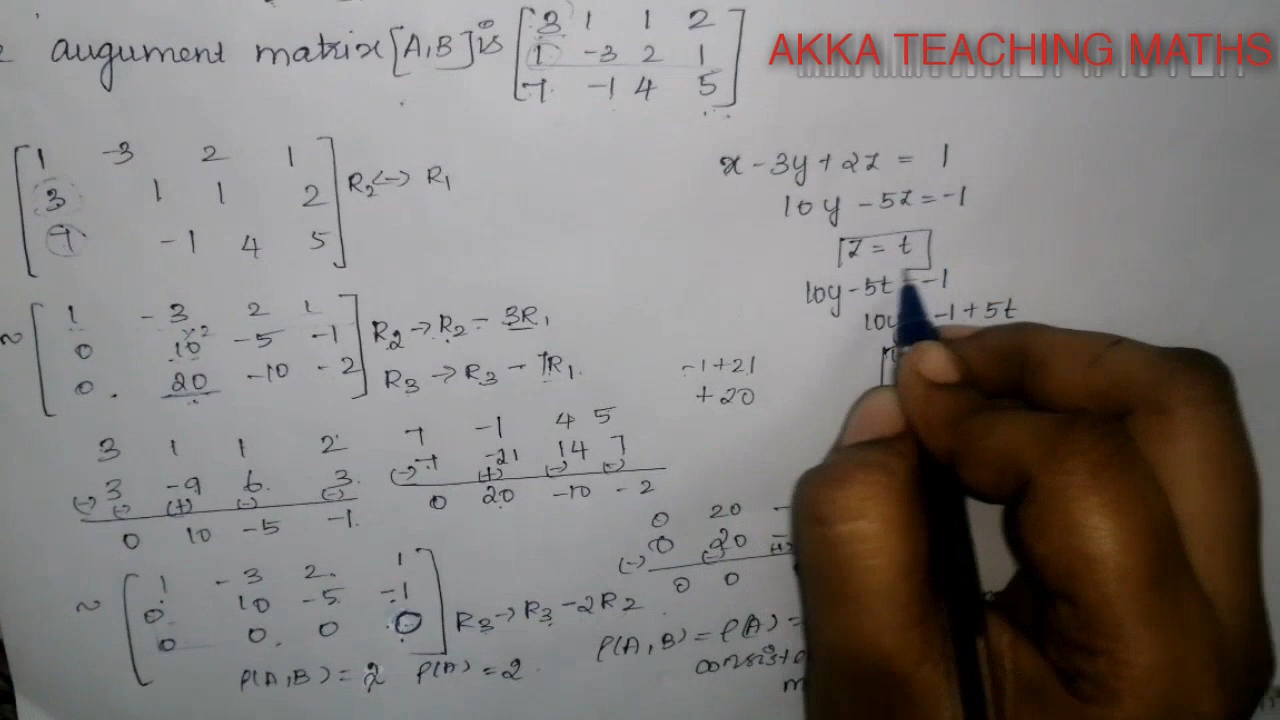 augument matrix [A,B] is [3 1 1 2
1 -3 2 1
7 -1 4 5]
AKKA TEACHING MATHS
[1 -3 2 1
3 1 1 2
7 -1 4 5] R2 <-> R1
~ [1 -3 2 1
0 10 -5 -1
0 20 -10 -2]
R2 → R2 - 3R1
R3 → R3 - 7R1
3 1 1 2
(-) 3 -9 6 3
(-) (+) (-) (-)
0 10 -5 -1
7 -1 4 5
7 -21 14 7
(-) (+) (-) (-)
0 20 -10 -2
~ [1 -3 2 1
0 10 -5 -1
0 0 0 0] R3 → R3 - 2R2
ρ(A,B) = 2 ρ(A) = 2
x - 3y + 2z = 1
10y - 5z = -1
z = t
10y - 5t = -1
10y -1 + 5t
-1 + 21
+ 20
0 20 -
0 20 -
(-) (-) (+)
0 0
ρ(A,B) = ρ(A) =